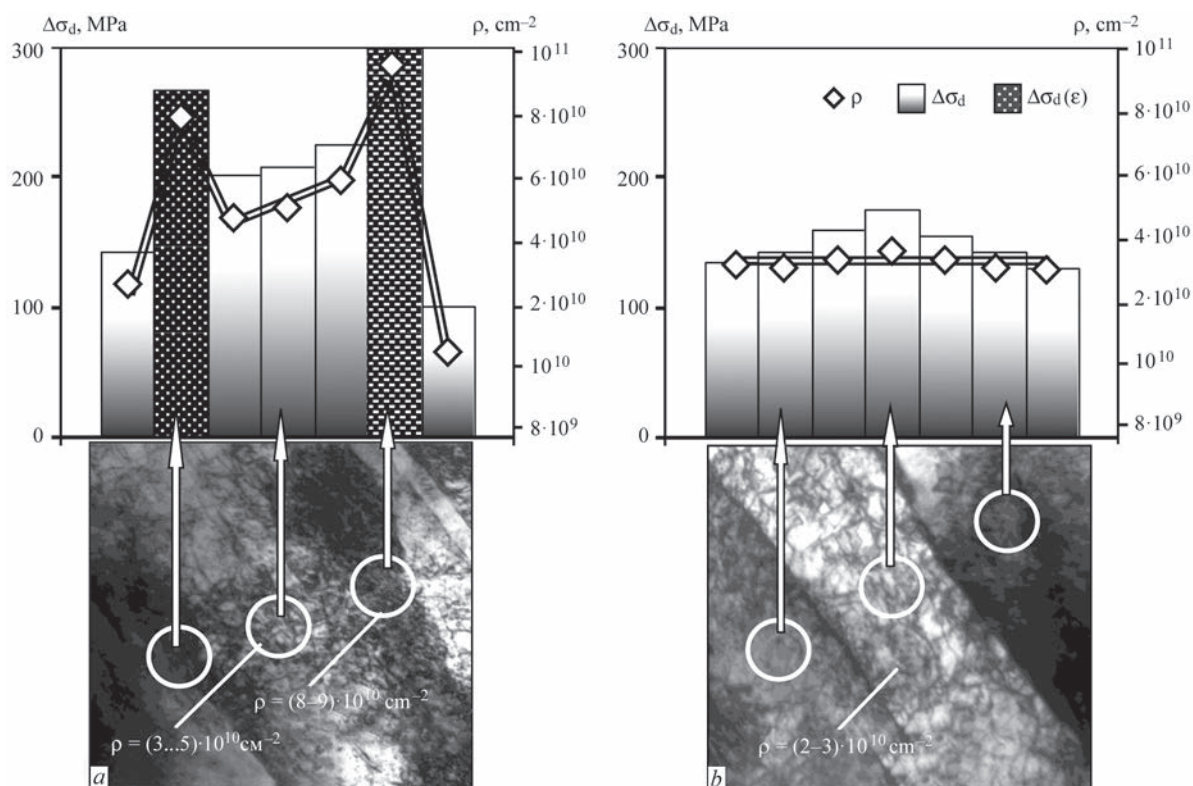 Δσd, MPa
ρ, cm–2
300
200
100
0
10¹¹
8·10¹⁰
6·10¹⁰
4·10¹⁰
2·10¹⁰
10¹⁰
8·10⁹
ρ = (8–9)·10¹⁰ cm⁻²
ρ = (3...5)·10¹⁰см⁻²
a
Δσd, MPa
ρ, cm–2
300
200
100
0
10¹¹
8·10¹⁰
6·10¹⁰
4·10¹⁰
2·10¹⁰
10¹⁰
8·10⁹
ρ Δσd Δσd(ε)
ρ = (2–3)·10¹⁰cm⁻²
b